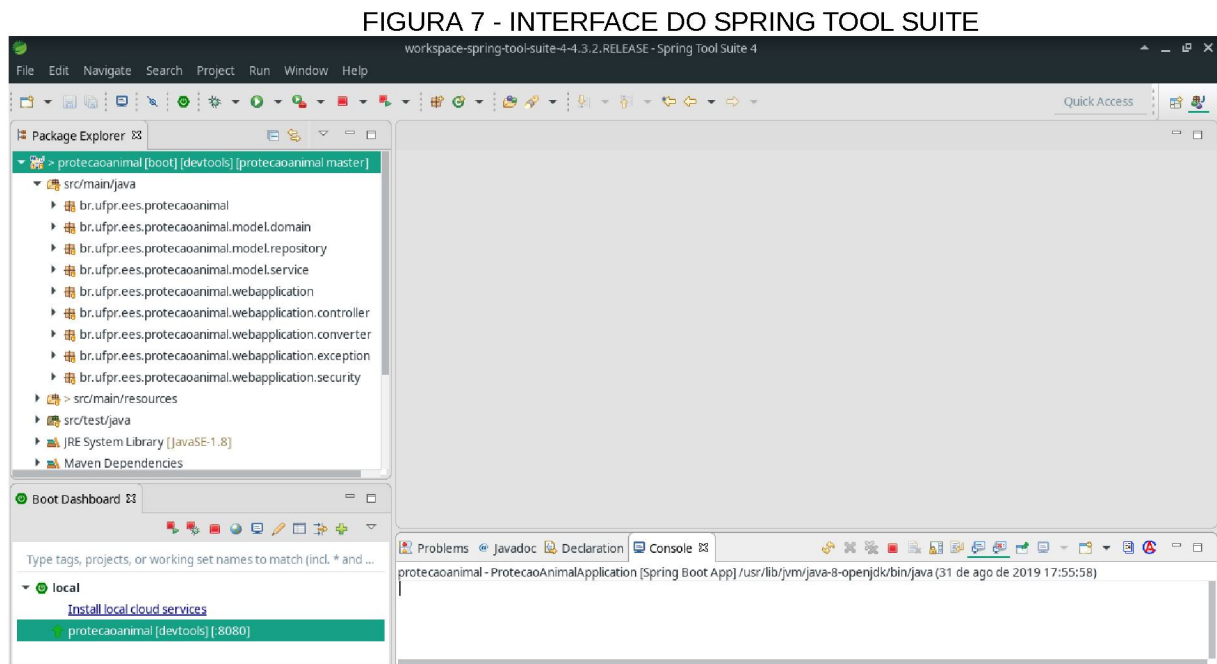 FIGURA 7 - INTERFACE DO SPRING TOOL SUITE
workspace-spring-tool-suite-4-4.3.2.RELEASE - Spring Tool Suite 4
File Edit Navigate Search Project Run Window Help
Quick Access
Package Explorer
> protecaoanimal [boot] [devtools] [protecaoanimal master]
src/main/java
br.ufpr.ees.protecaoanimal
br.ufpr.ees.protecaoanimal.model.domain
br.ufpr.ees.protecaoanimal.model.repository
br.ufpr.ees.protecaoanimal.model.service
br.ufpr.ees.protecaoanimal.webapplication
br.ufpr.ees.protecaoanimal.webapplication.controller
br.ufpr.ees.protecaoanimal.webapplication.converter
br.ufpr.ees.protecaoanimal.webapplication.exception
br.ufpr.ees.protecaoanimal.webapplication.security
> src/main/resources
src/test/java
JRE System Library [JavaSE-1.8]
Maven Dependencies
Boot Dashboard
Type tags, projects, or working set names to match (incl. * and ...
local
Install local cloud services
protecaoanimal [devtools] [:8080]
Problems @ Javadoc Declaration Console
protecaoanimal - ProtecaoAnimalApplication [Spring Boot App] /usr/lib/jvm/java-8-openjdk/bin/java (31 de ago de 2019 17:55:58)